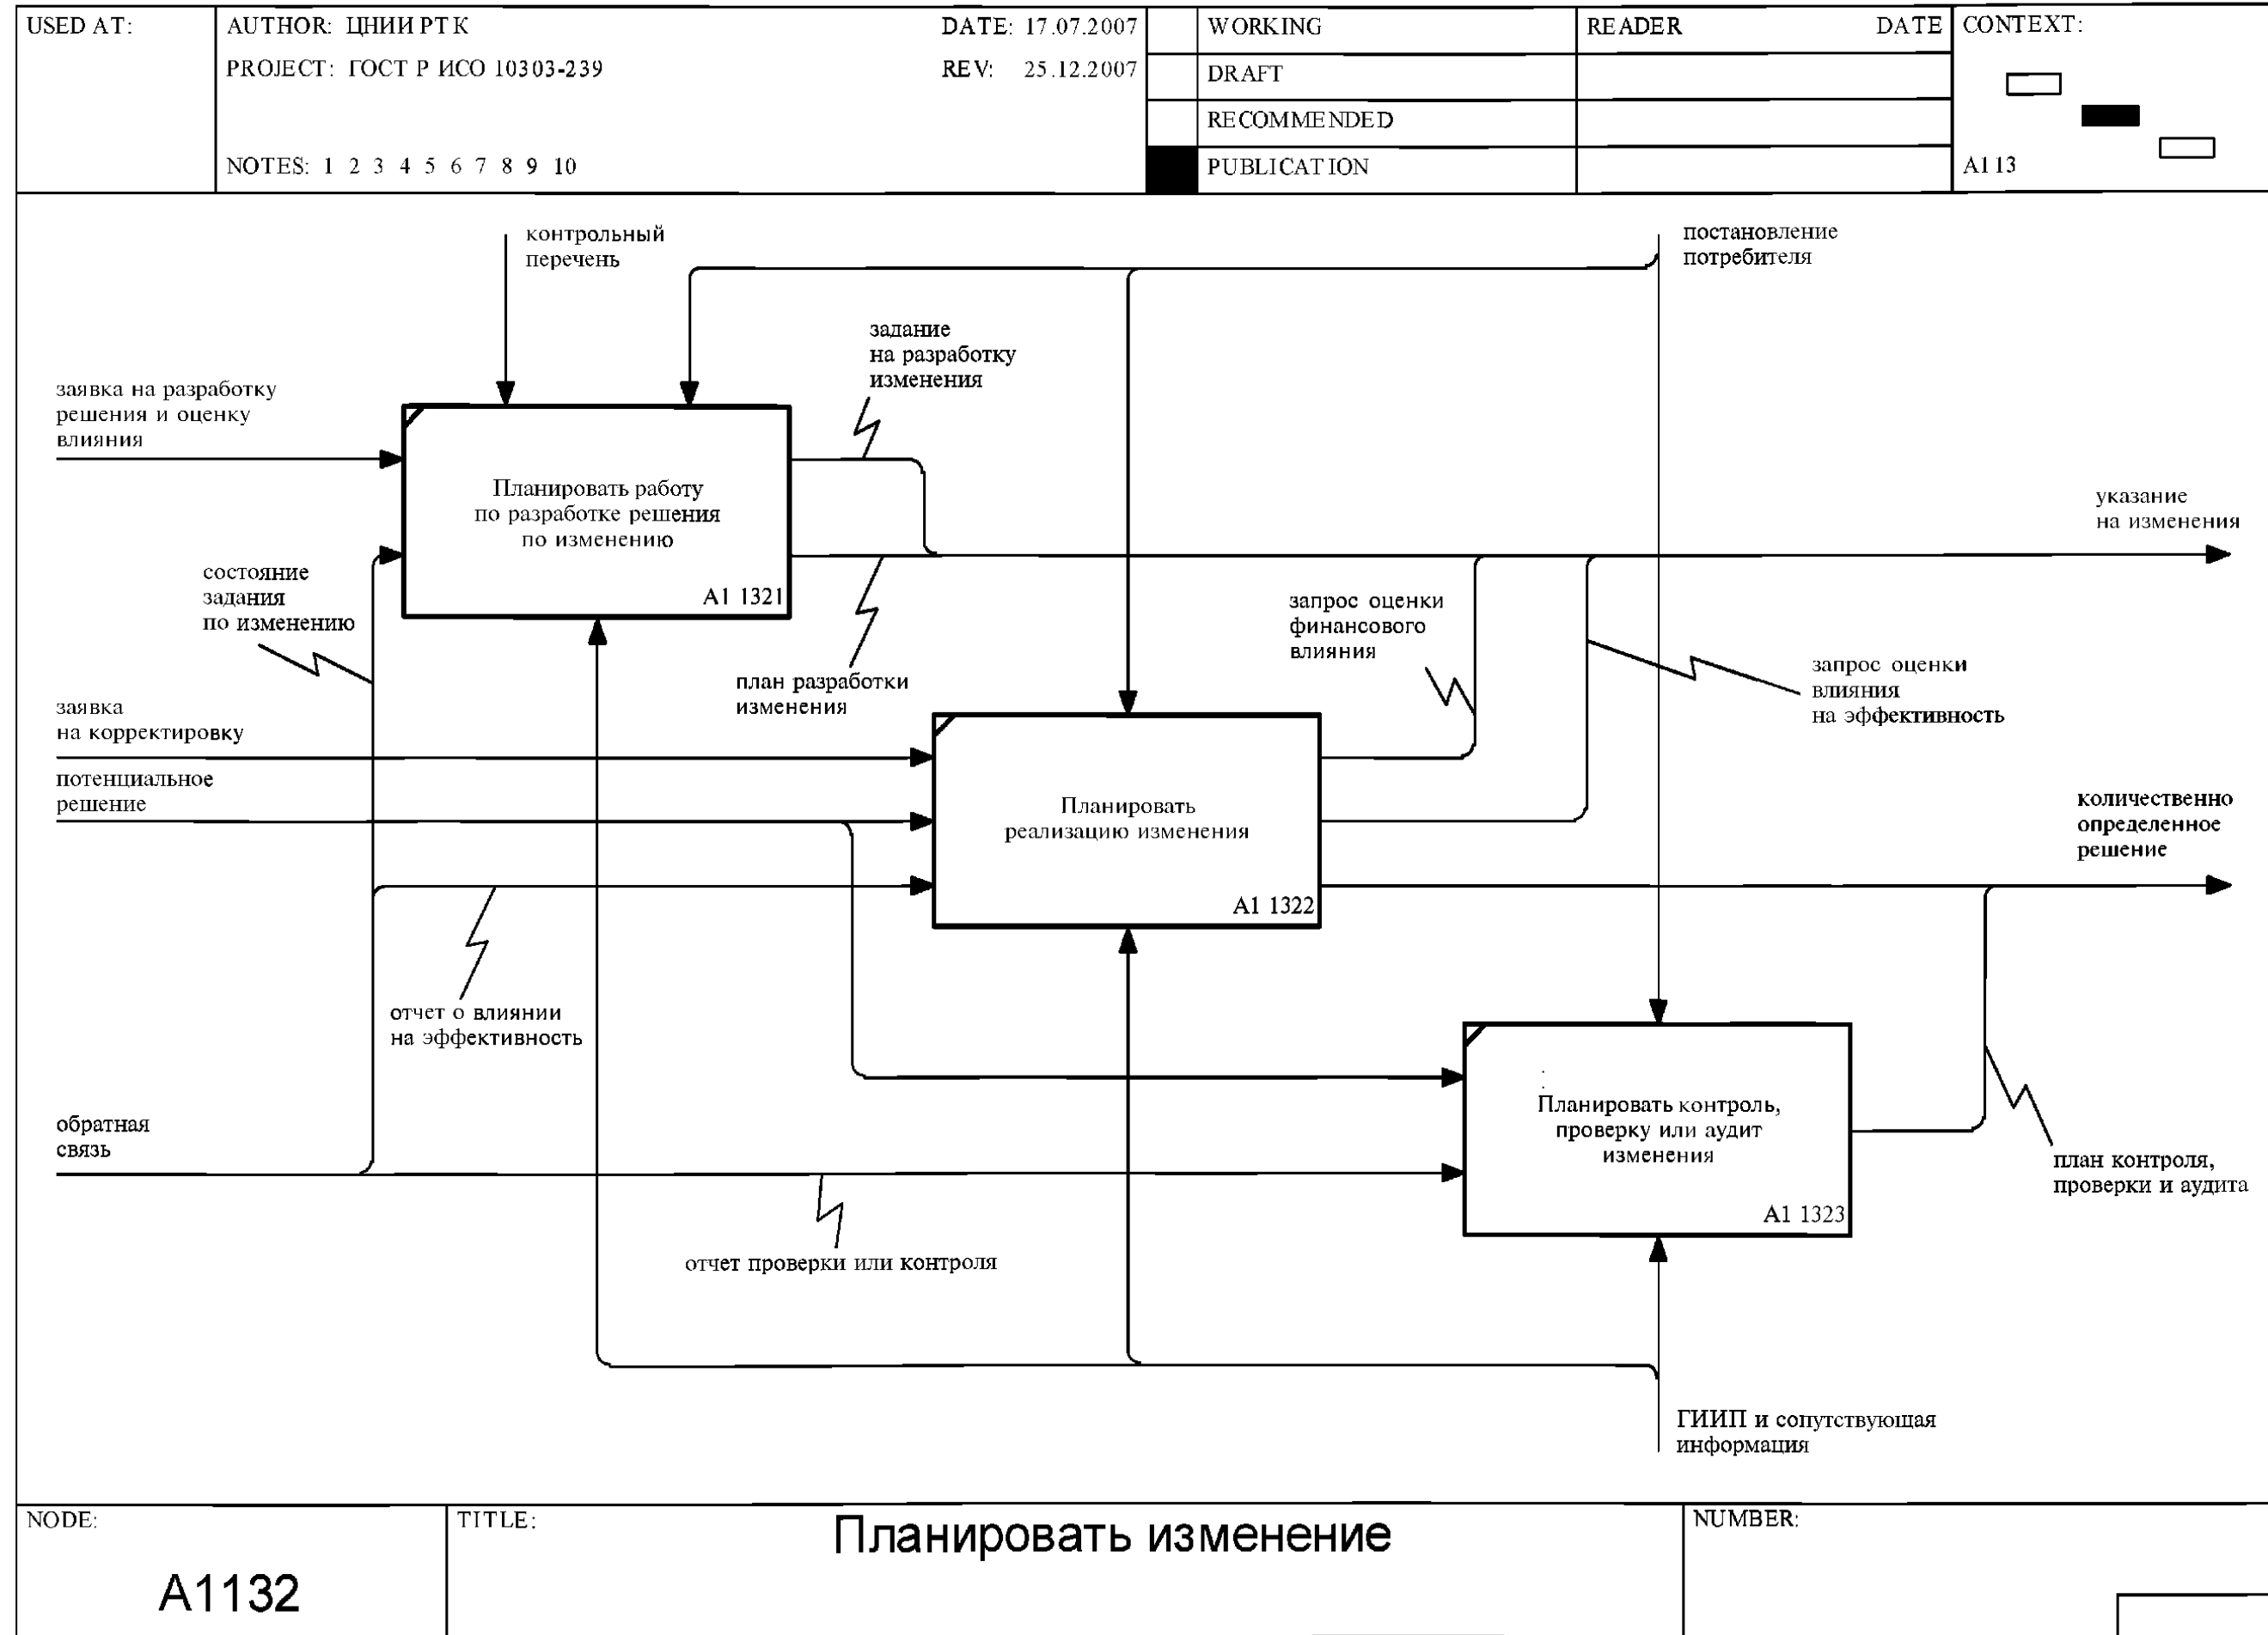 USED AT:
AUTHOR: ЦНИИ РТК
DATE: 17.07.2007
PROJECT: ГОСТ Р ИСО 10303-239
REV: 25.12.2007
NOTES: 1 2 3 4 5 6 7 8 9 10
WORKING
DRAFT
RECOMMENDED
PUBLICATION
READER DATE
CONTEXT:
A113
контрольный
перечень
постановление
потребителя
задание
на разработку
изменения
заявка на разработку
решения и оценку
влияния
Планировать работу
по разработке решения
по изменению
A1 1321
указание
на изменения
состояние
задания
по изменению
запрос оценки
финансового
влияния
запрос оценки
влияния
на эффективность
план разработки
изменения
заявка
на корректировку
потенциальное
решение
Планировать
реализацию изменения
A1 1322
количественно
определенное
решение
отчет о влиянии
на эффективность
обратная
связь
Планировать контроль,
проверку или аудит
изменения
A1 1323
план контроля,
проверки и аудита
отчет проверки или контроля
ГИИП и сопутствующая
информация
NODE:
A1132
TITLE:
Планировать изменение
NUMBER: